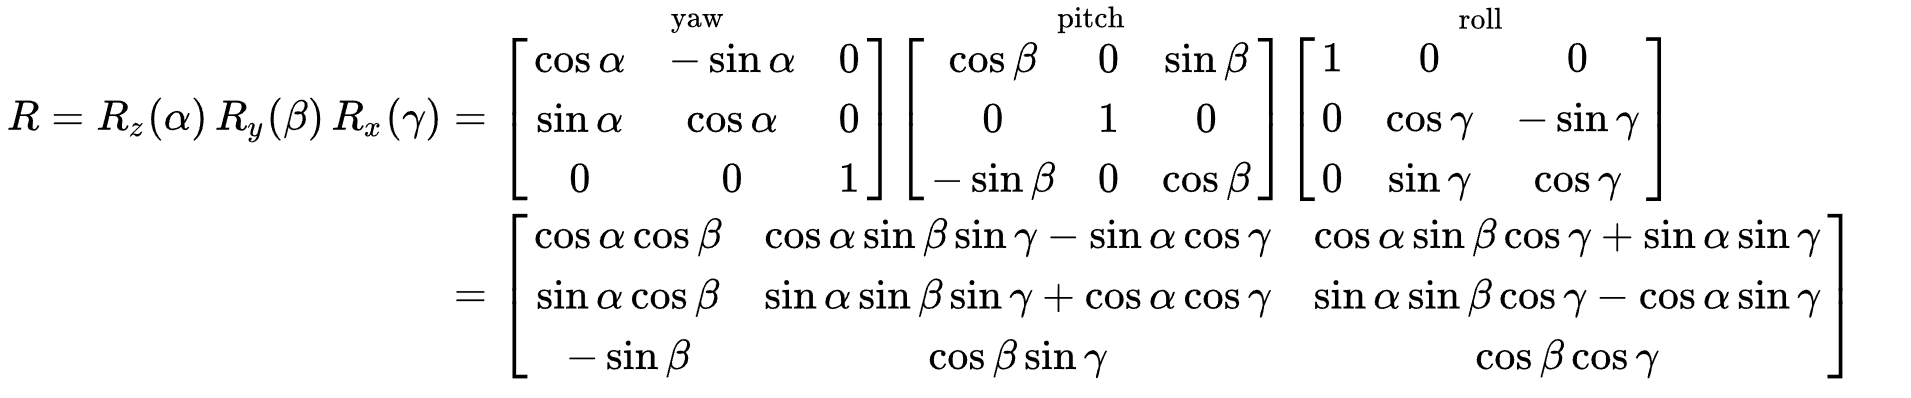 yaw pitch roll
R = R_z(α) R_y(β) R_x(γ) = [cos α −sin α 0] [cos β 0 sin β] [1 0 0]
[sin α cos α 0] [0 1 0] [0 cos γ −sin γ]
[0 0 1] [−sin β 0 cos β] [0 sin γ cos γ]
= [cos α cos β cos α sin β sin γ − sin α cos γ cos α sin β cos γ + sin α sin γ]
[sin α cos β sin α sin β sin γ + cos α cos γ sin α sin β cos γ − cos α sin γ]
[−sin β cos β sin γ cos β cos γ]